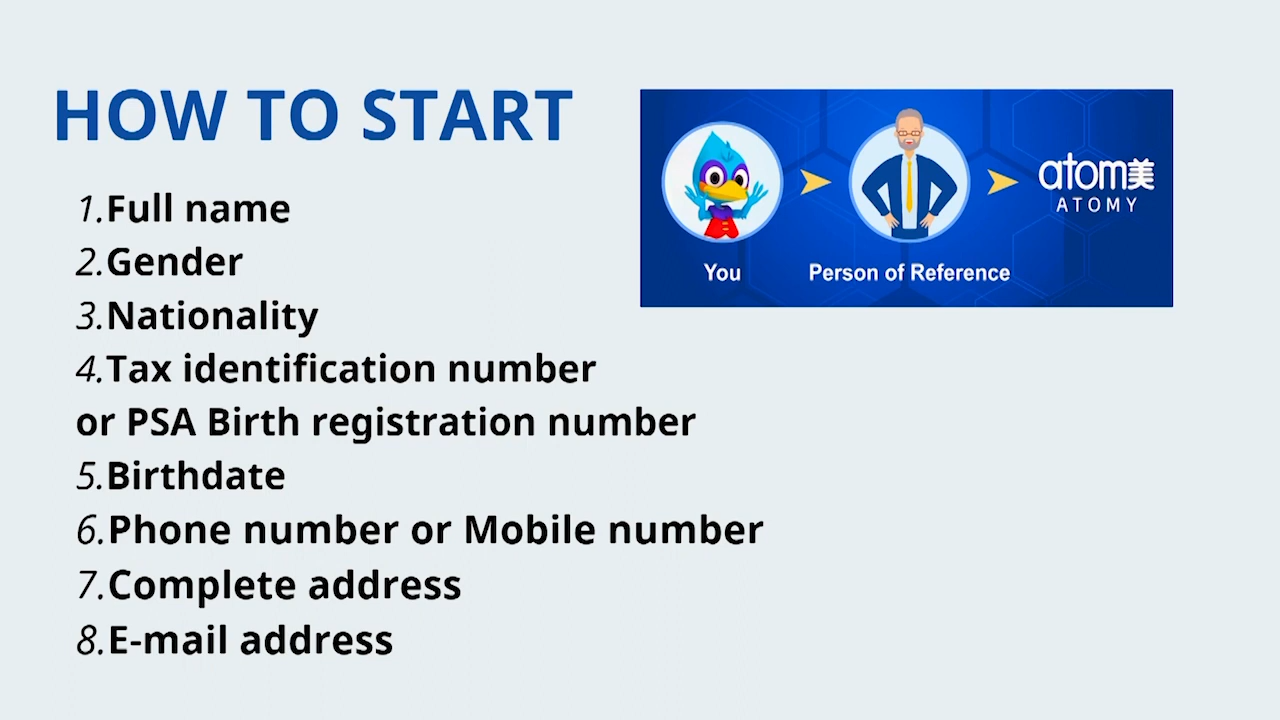 HOW TO START
1.Full name
2.Gender
3.Nationality
4.Tax identification number
or PSA Birth registration number
5.Birthdate
6.Phone number or Mobile number
7.Complete address
8.E-mail address
atom美
ATOMY
You
Person of Reference